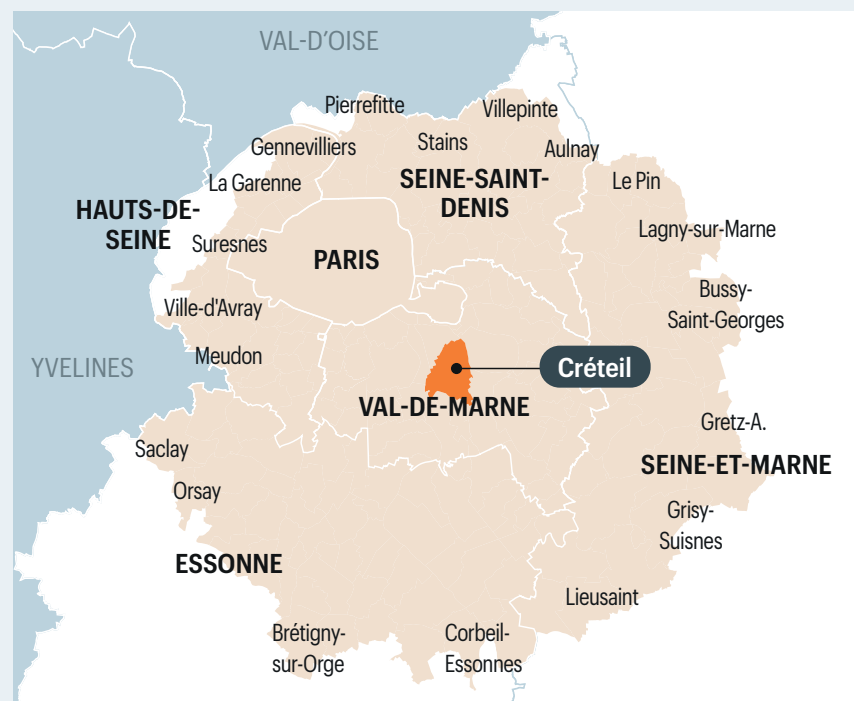 VAL-D'OISE
Pierrefitte
Villepinte
Gennevilliers
Stains
Aulnay
La Garenne
SEINE-SAINT-
DENIS
Le Pin
HAUTS-DE-
SEINE
Suresnes
PARIS
Lagny-sur-Marne
Ville-d'Avray
Bussy-
Saint-Georges
Meudon
YVELINES
Créteil
VAL-DE-MARNE
Gretz-A.
Saclay
SEINE-ET-MARNE
Orsay
Grisy-
Suisnes
ESSONNE
Lieusaint
Brétigny-
sur-Orge
Corbeil-
Essonnes